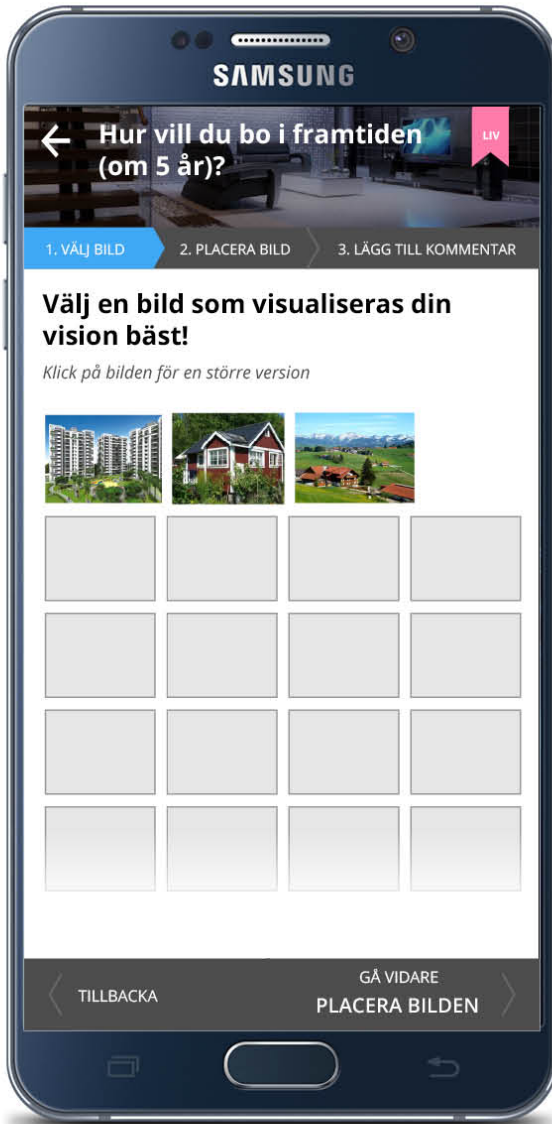 SAMSUNG
Hur vill du bo i framtiden
(om 5 år)?
LIV
1. VÄLJ BILD
2. PLACERA BILD
3. LÄGG TILL KOMMENTAR
Välj en bild som visualiseras din
vision bäst!
Klick på bilden för en större version
TILLBACKA
GÅ VIDARE
PLACERA BILDEN